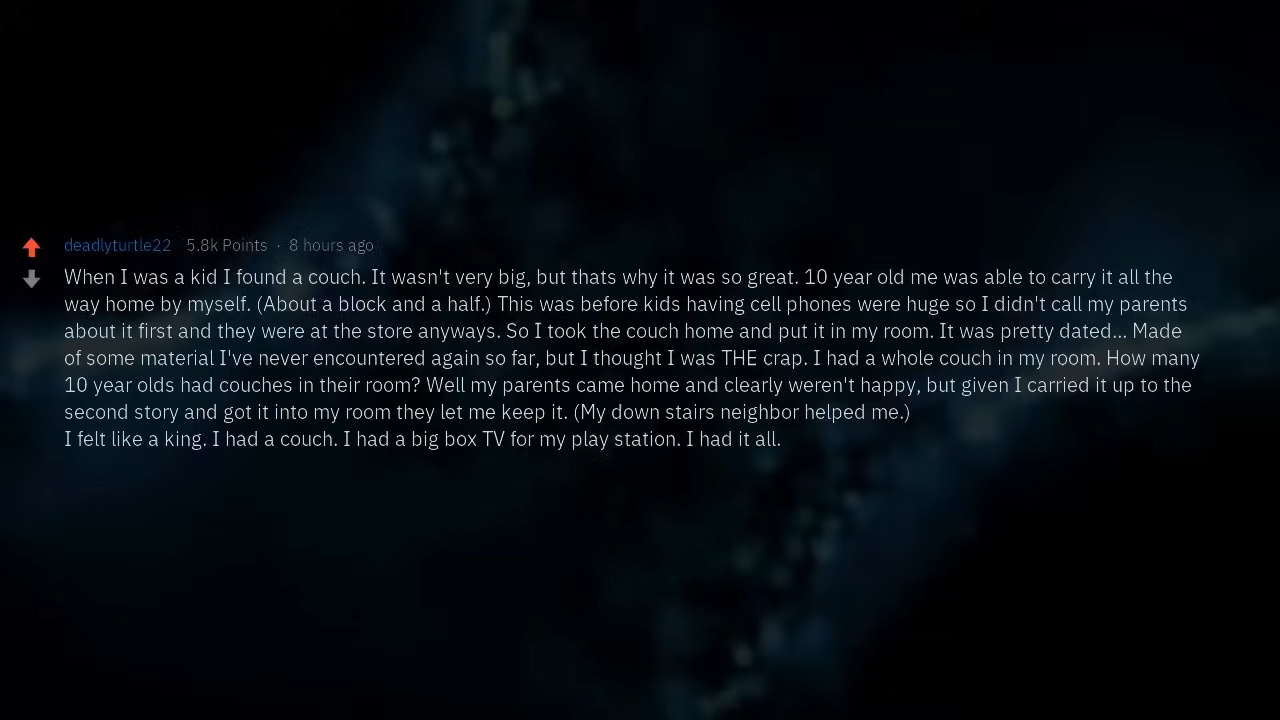 deadlyturtle22 5.8k Points · 8 hours ago
When I was a kid I found a couch. It wasn't very big, but thats why it was so great. 10 year old me was able to carry it all the
way home by myself. (About a block and a half.) This was before kids having cell phones were huge so I didn't call my parents
about it first and they were at the store anyways. So I took the couch home and put it in my room. It was pretty dated... Made
of some material I've never encountered again so far, but I thought I was THE crap. I had a whole couch in my room. How many
10 year olds had couches in their room? Well my parents came home and clearly weren't happy, but given I carried it up to the
second story and got it into my room they let me keep it. (My down stairs neighbor helped me.)
I felt like a king. I had a couch. I had a big box TV for my play station. I had it all.